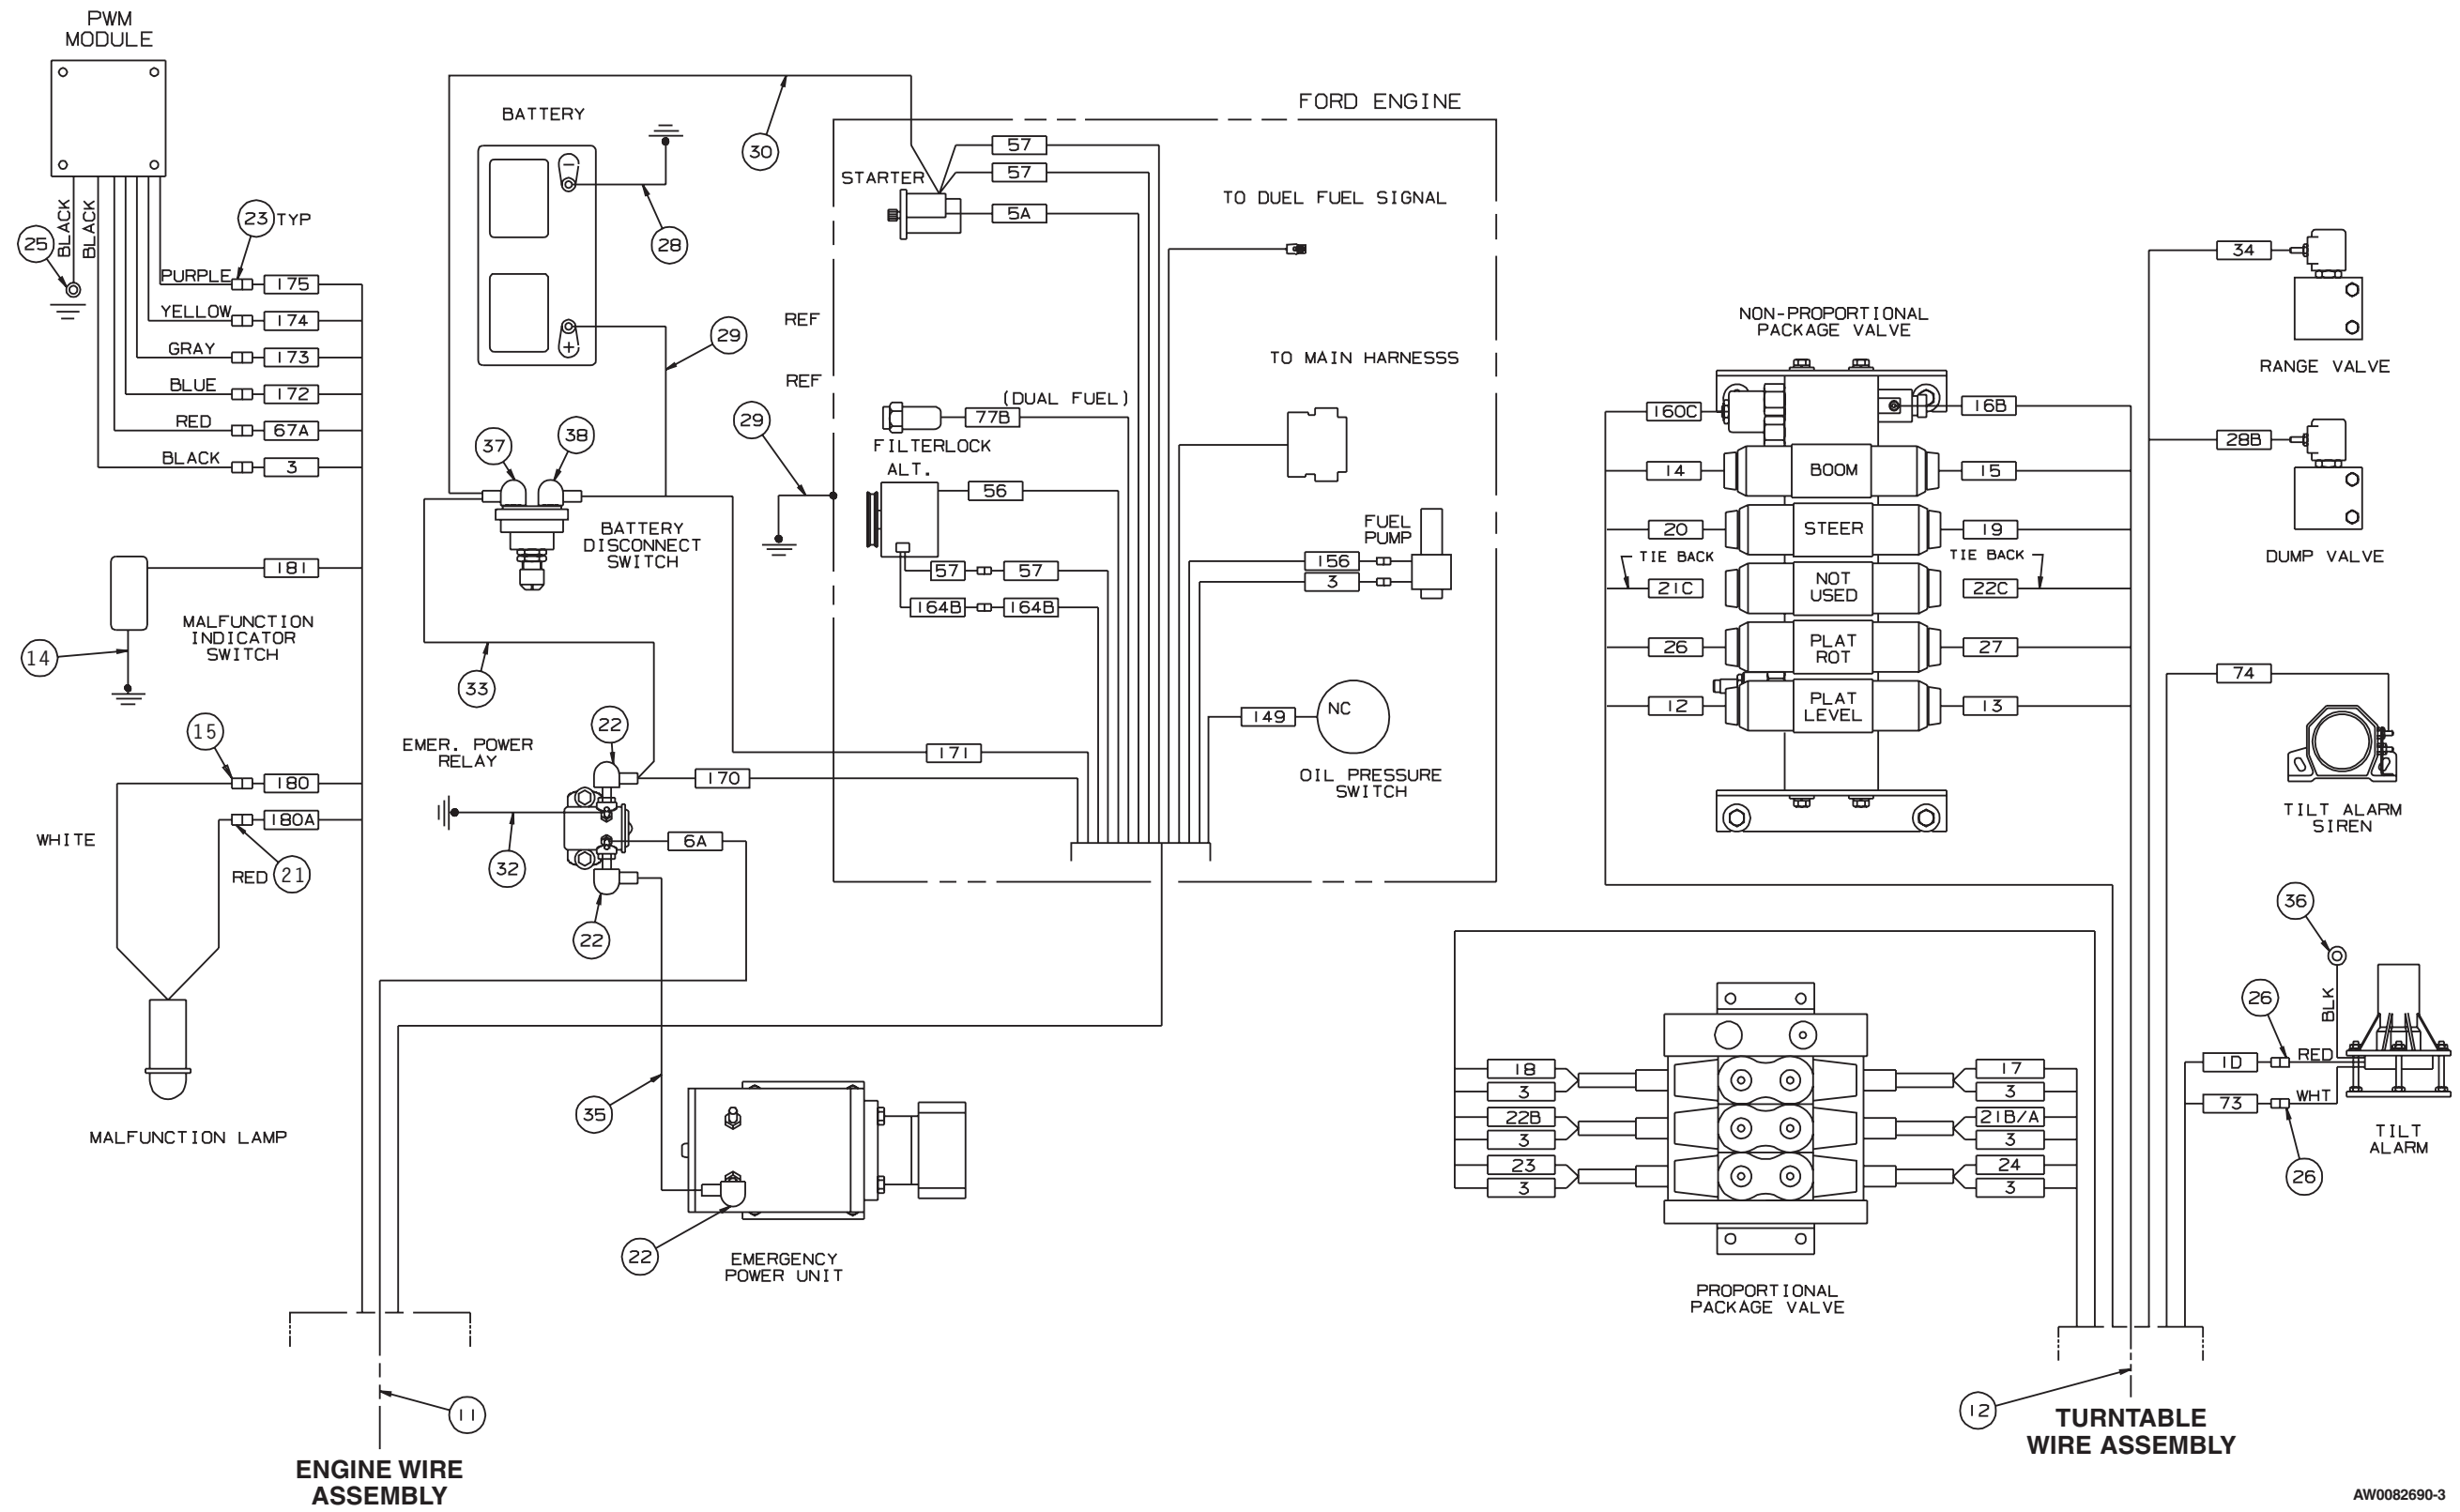 PWM
MODULE
BLACK
BLACK
25
23 TYP
PURPLE
175
YELLOW
174
GRAY
173
BLUE
172
RED
67A
BLACK
3
181
MALFUNCTION
INDICATOR
SWITCH
14
15
180
180A
WHITE
RED
21
MALFUNCTION LAMP
BATTERY
−
+
28
29
30
37
38
BATTERY
DISCONNECT
SWITCH
33
EMER. POWER
RELAY
22
170
171
32
6A
22
35
22
EMERGENCY
POWER UNIT
11
ENGINE WIRE
ASSEMBLY
FORD ENGINE
STARTER
57
57
5A
TO DUEL FUEL SIGNAL
REF
REF
29
TO MAIN HARNESSS
(DUAL FUEL)
77B
FILTERLOCK
ALT.
56
57
57
164B
164B
FUEL
PUMP
156
3
149
NC
OIL PRESSURE
SWITCH
NON-PROPORTIONAL
PACKAGE VALVE
160C
16B
14
BOOM
15
20
STEER
19
TIE BACK
TIE BACK
21C
NOT
USED
22C
26
PLAT
ROT
27
12
PLAT
LEVEL
13
18
3
22B
3
23
3
17
3
21B/A
3
24
3
PROPORTIONAL
PACKAGE VALVE
34
RANGE VALVE
28B
DUMP VALVE
74
TILT ALARM
SIREN
36
26
BLK
1D
RED
73
WHT
26
TILT
ALARM
12
TURNTABLE
WIRE ASSEMBLY
AW0082690-3